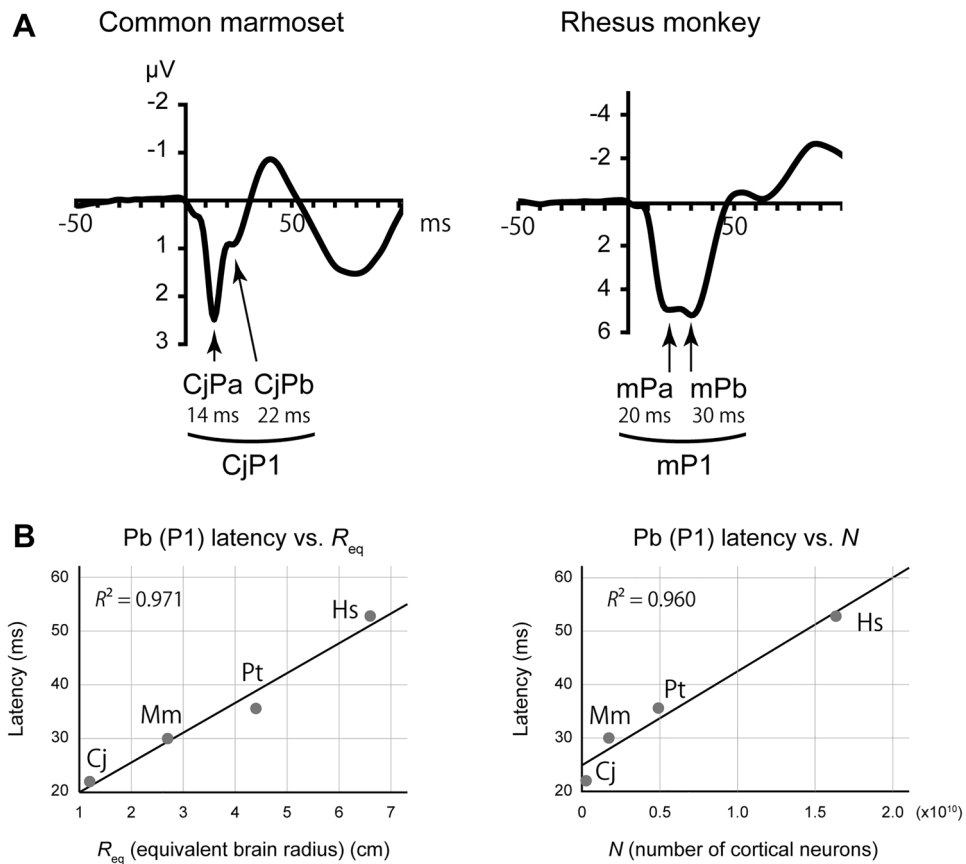 A
Common marmoset
µV
-2
-1
-50
50
ms
1
2
3
CjPa
CjPb
14 ms
22 ms
CjP1
Rhesus monkey
-4
-2
-50
50
2
4
6
mPa
mPb
20 ms
30 ms
mP1
B
Pb (P1) latency vs. Req
60
R² = 0.971
50
40
30
20
Latency (ms)
Cj
Mm
Pt
Hs
1 2 3 4 5 6 7
Req (equivalent brain radius) (cm)
Pb (P1) latency vs. N
60
R² = 0.960
50
40
30
20
Latency (ms)
Cj
Mm
Pt
Hs
0 0.5 1.0 1.5 2.0 (x10¹⁰)
N (number of cortical neurons)